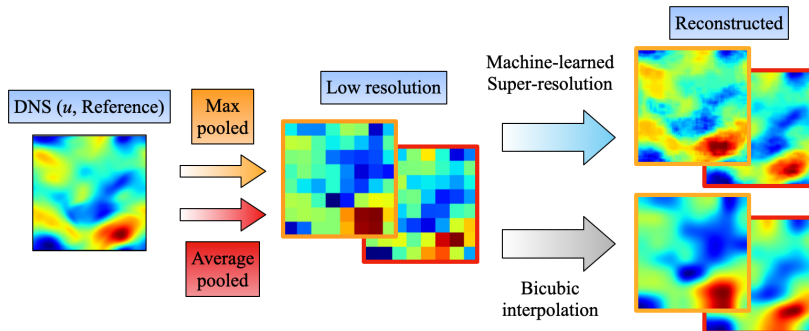 Reconstructed
Machine-learned
Super-resolution
Low resolution
Max
pooled
DNS (u, Reference)
Average
pooled
Bicubic
interpolation